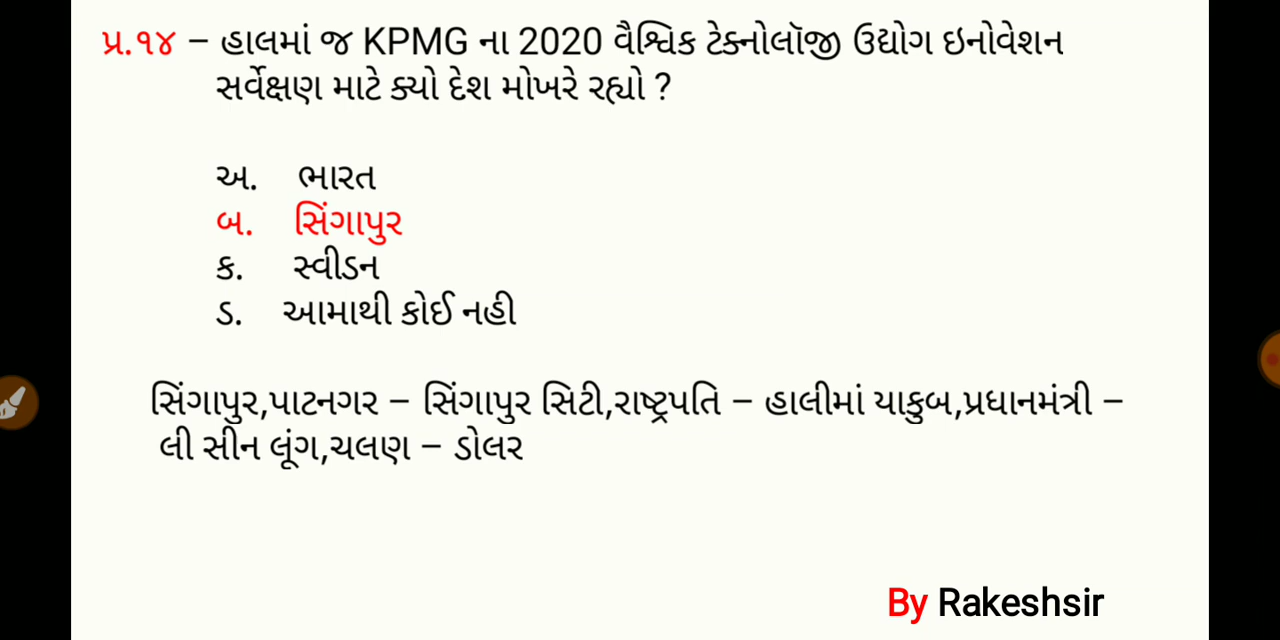 પ્ર.૧૪ – હાલમાં જ KPMG ના 2020 વૈશ્વિક ટેક્નોલૉજી ઉદ્યોગ ઇનોવેશન
સર્વેક્ષણ માટે ક્યો દેશ મોખરે રહ્યો ?
અ. ભારત
બ. સિંગાપુર
ક. સ્વીડન
ડ. આમાથી કોઈ નહી
સિંગાપુર,પાટનગર – સિંગાપુર સિટી,રાષ્ટ્રપતિ – હાલીમાં યાકુબ,પ્રધાનમંત્રી –
લી સીન લૂંગ,ચલણ – ડોલર
By Rakeshsir